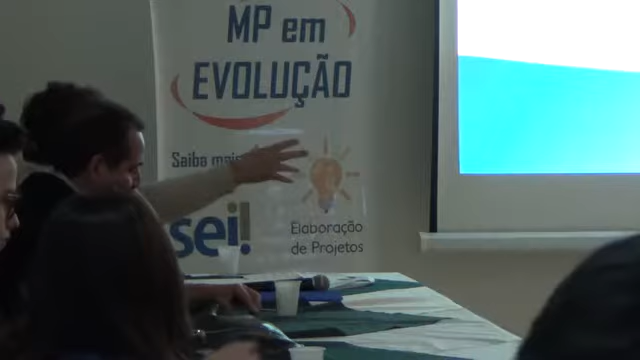 MP em
EVOLUÇÃO
Saiba mais
sei!
Elaboração
de Projetos